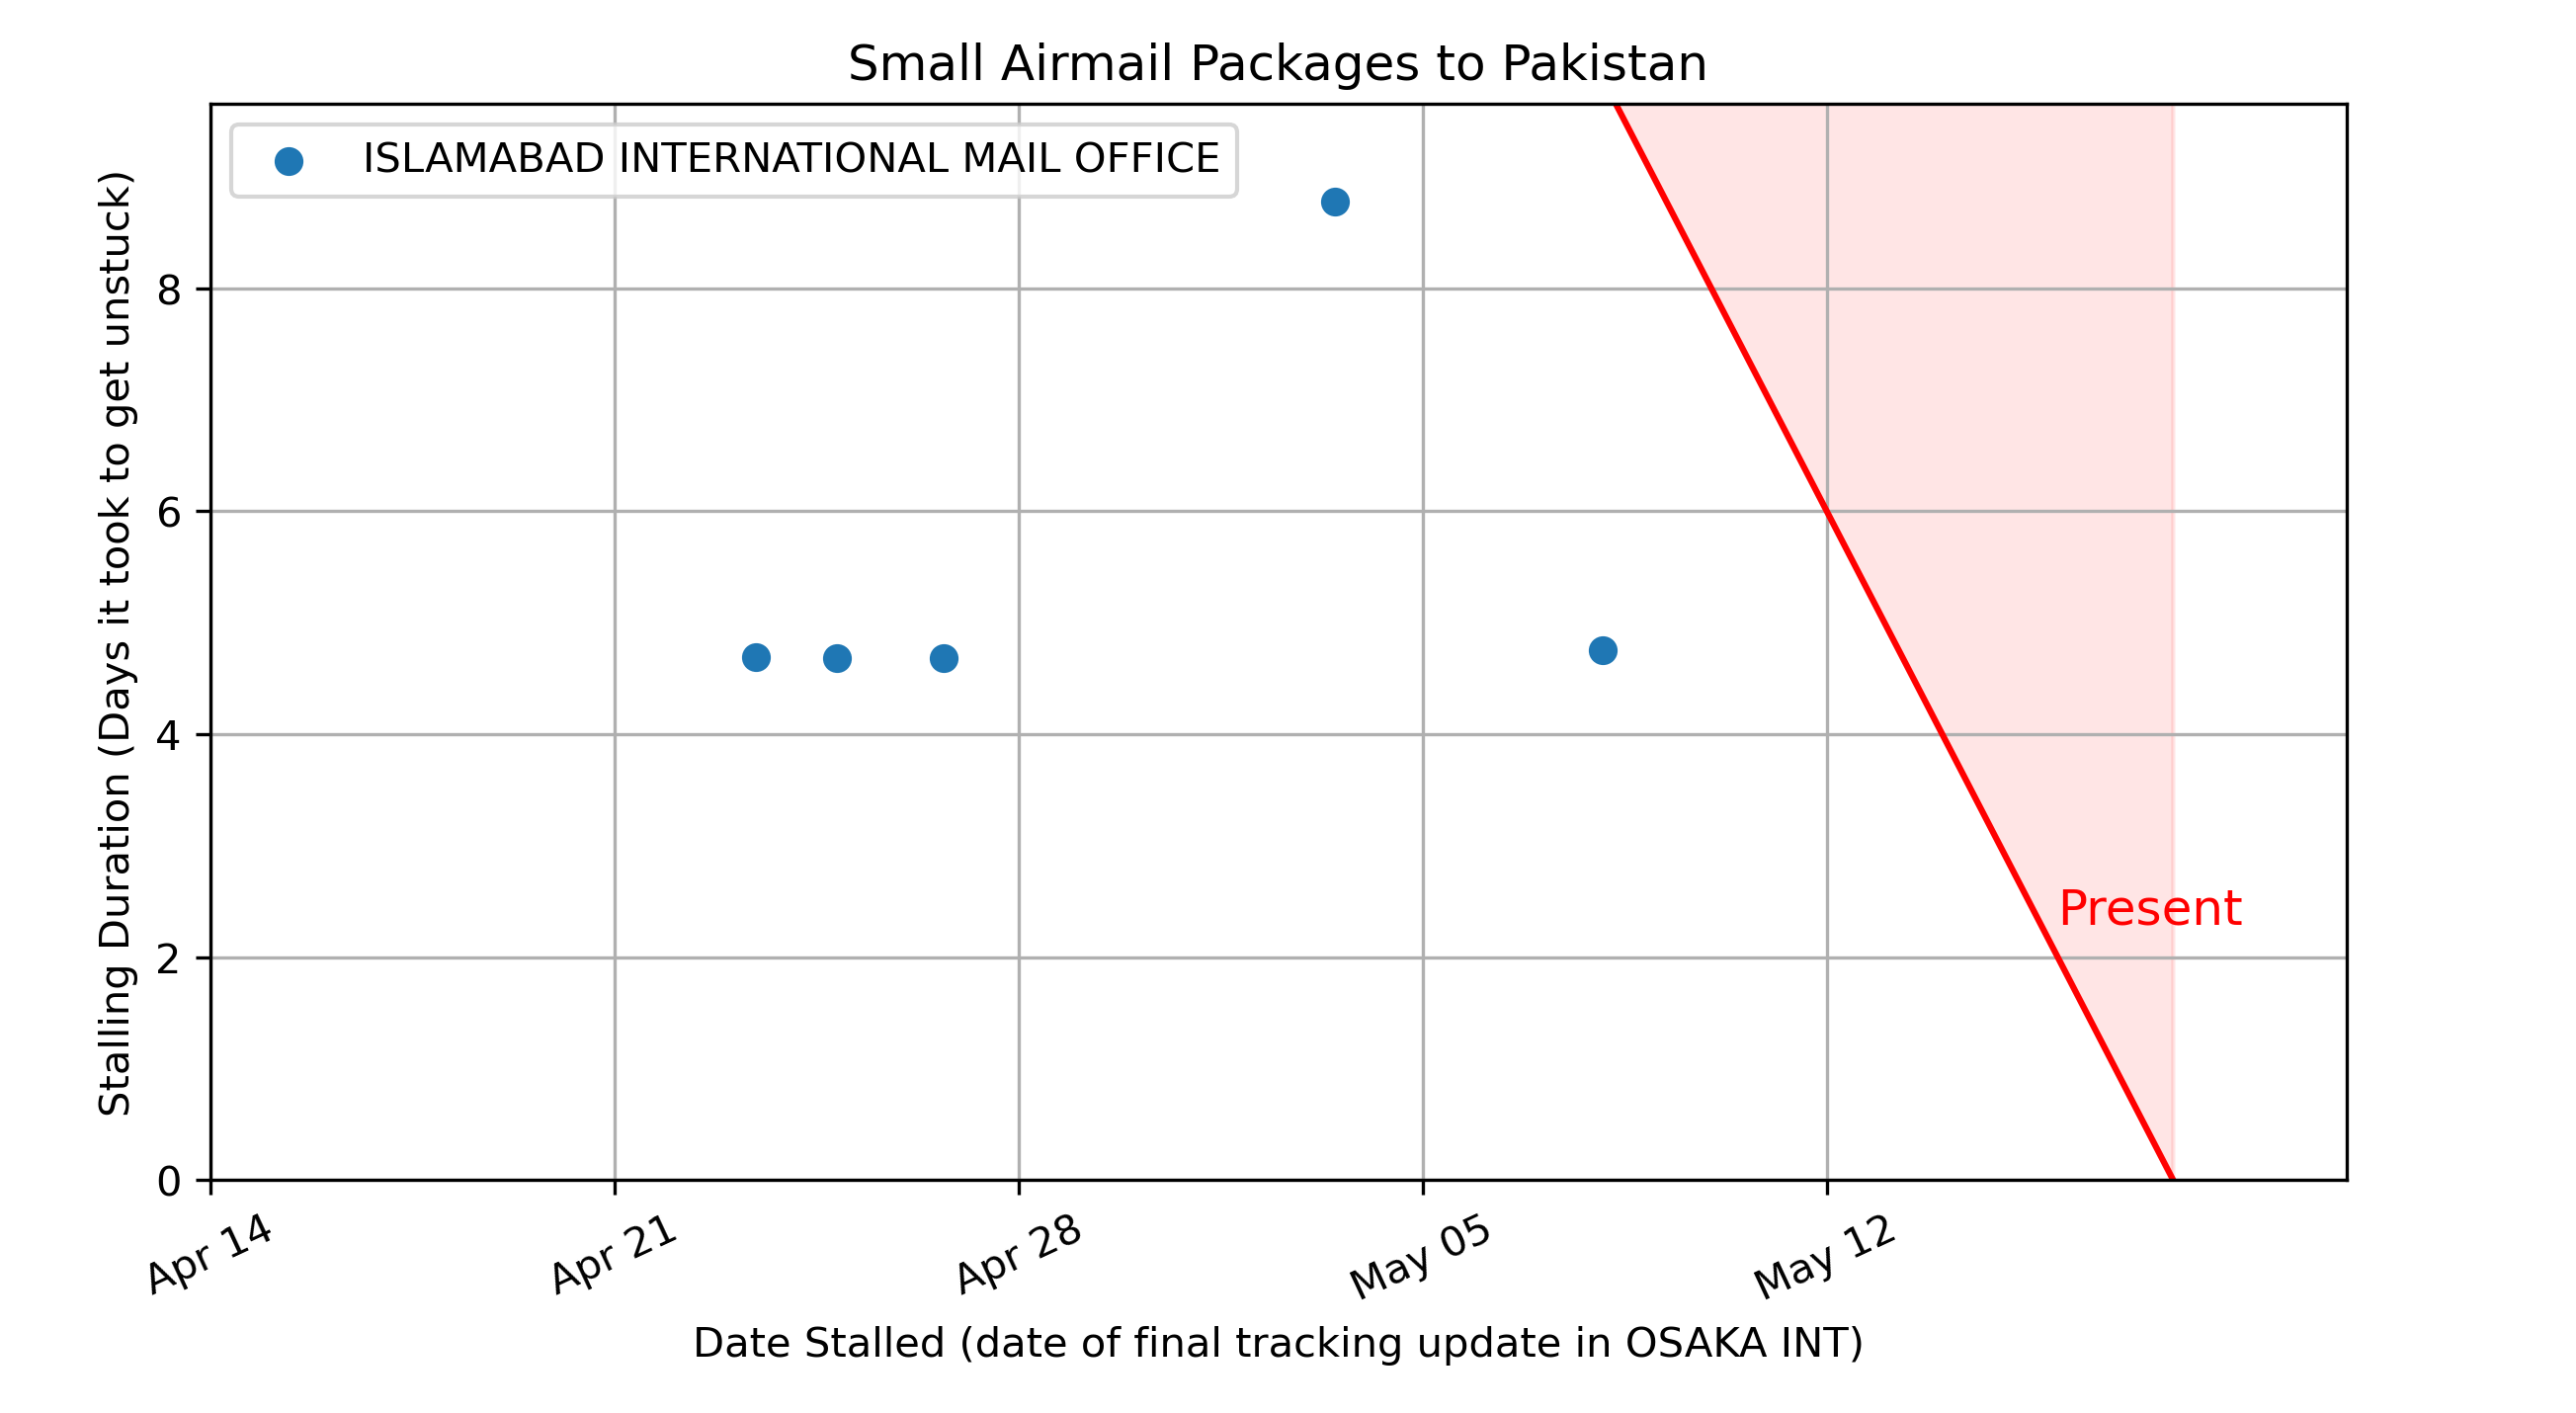 Small Airmail Packages to Pakistan
ISLAMABAD INTERNATIONAL MAIL OFFICE
Stalling Duration (Days it took to get unstuck)
8
6
4
2
0
Present
Apr 14
Apr 21
Apr 28
May 05
May 12
Date Stalled (date of final tracking update in OSAKA INT)